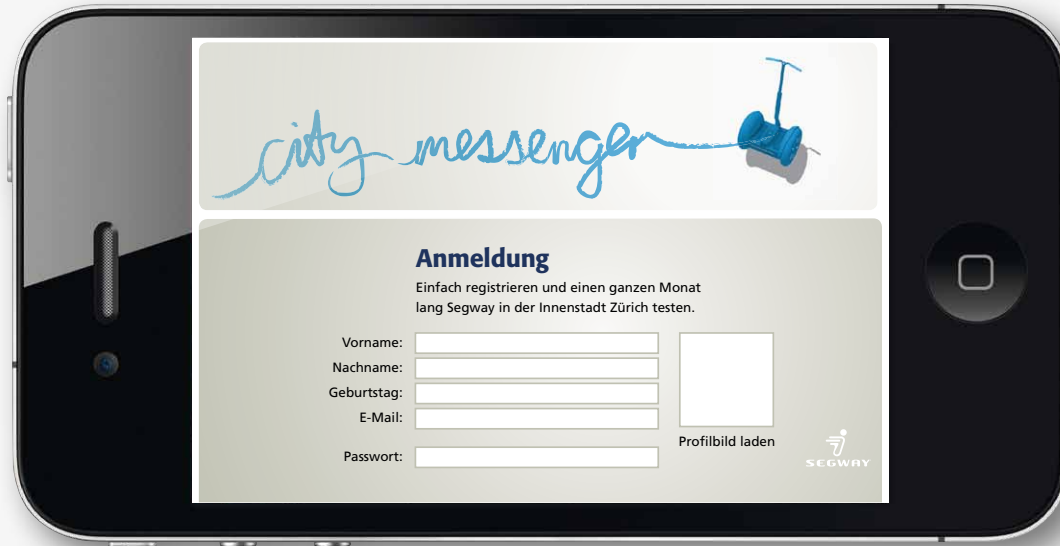 city messenger
Anmeldung
Einfach registrieren und einen ganzen Monat
lang Segway in der Innenstadt Zürich testen.
Vorname:
Nachname:
Geburtstag:
E-Mail:
Profilbild laden
Passwort:
SEGWAY